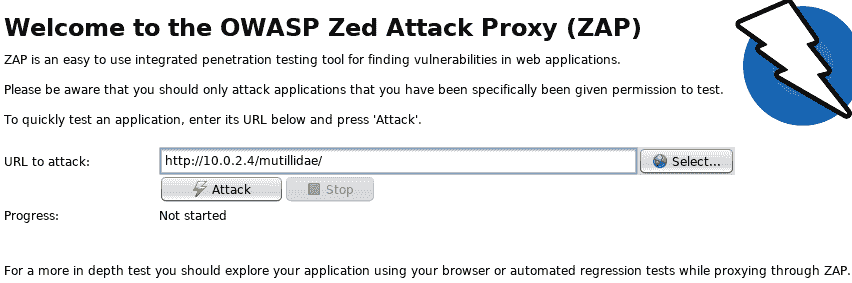 Welcome to the OWASP Zed Attack Proxy (ZAP)
ZAP is an easy to use integrated penetration testing tool for finding vulnerabilities in web applications.
Please be aware that you should only attack applications that you have been specifically been given permission to test.
To quickly test an application, enter its URL below and press 'Attack'.
URL to attack: http://10.0.2.4/mutillidae/ Select...
Attack Stop
Progress: Not started
For a more in depth test you should explore your application using your browser or automated regression tests while proxying through ZAP.